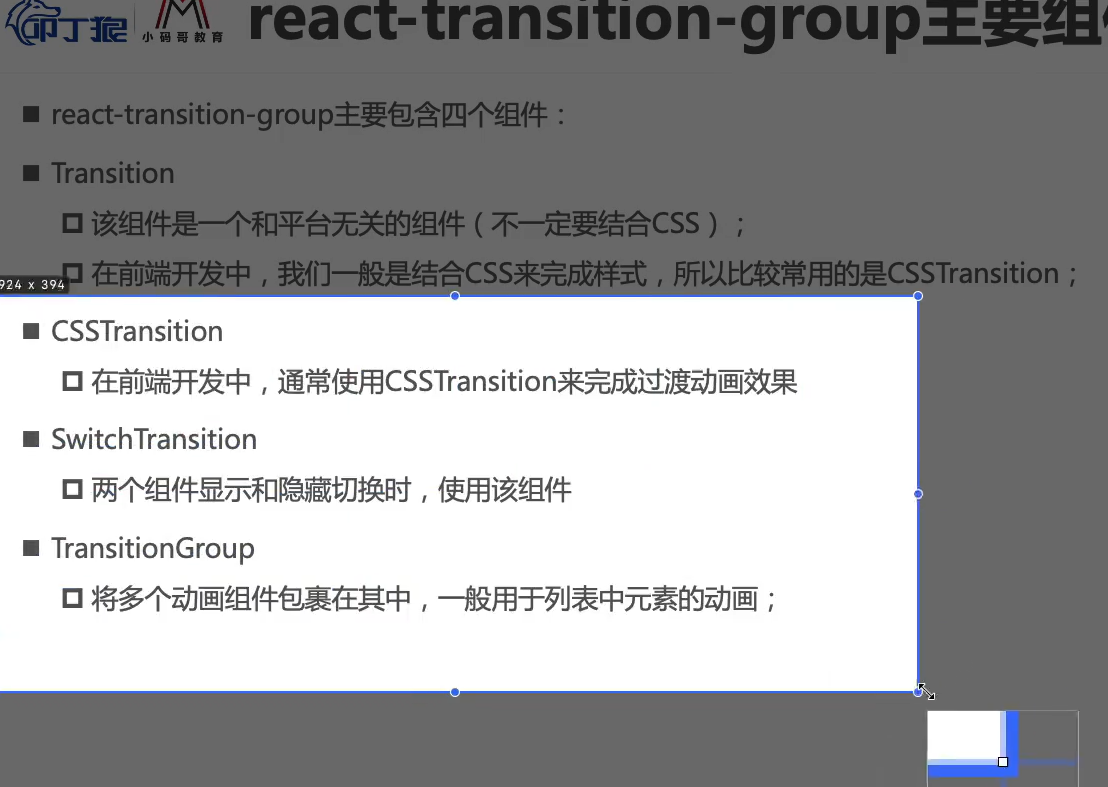 叩丁狼
小码哥教育
react-transition-group主要组
react-transition-group主要包含四个组件：
Transition
该组件是一个和平台无关的组件（不一定要结合CSS）；
在前端开发中，我们一般是结合CSS来完成样式，所以比较常用的是CSSTransition；
924 x 394
CSSTransition
在前端开发中，通常使用CSSTransition来完成过渡动画效果
SwitchTransition
两个组件显示和隐藏切换时，使用该组件
TransitionGroup
将多个动画组件包裹在其中，一般用于列表中元素的动画；